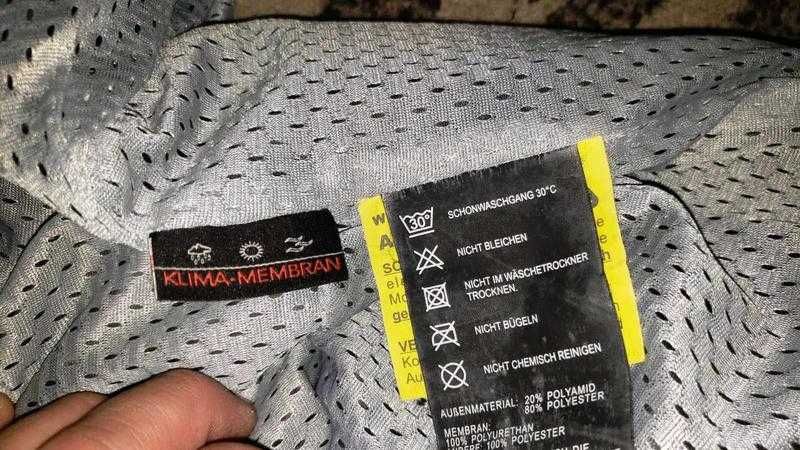 KLIMA-MEMBRAN
30°
SCHONWASCHGANG 30°C
NICHT BLEICHEN
NICHT IM WÄSCHETROCKNER
TROCKNEN.
NICHT BÜGELN
NICHT CHEMISCH REINIGEN
AUßENMATERIAL: 20% POLYAMID
80% POLYESTER
MEMBRAN:
100% POLYURETHAN
100% POLYESTER
DIE